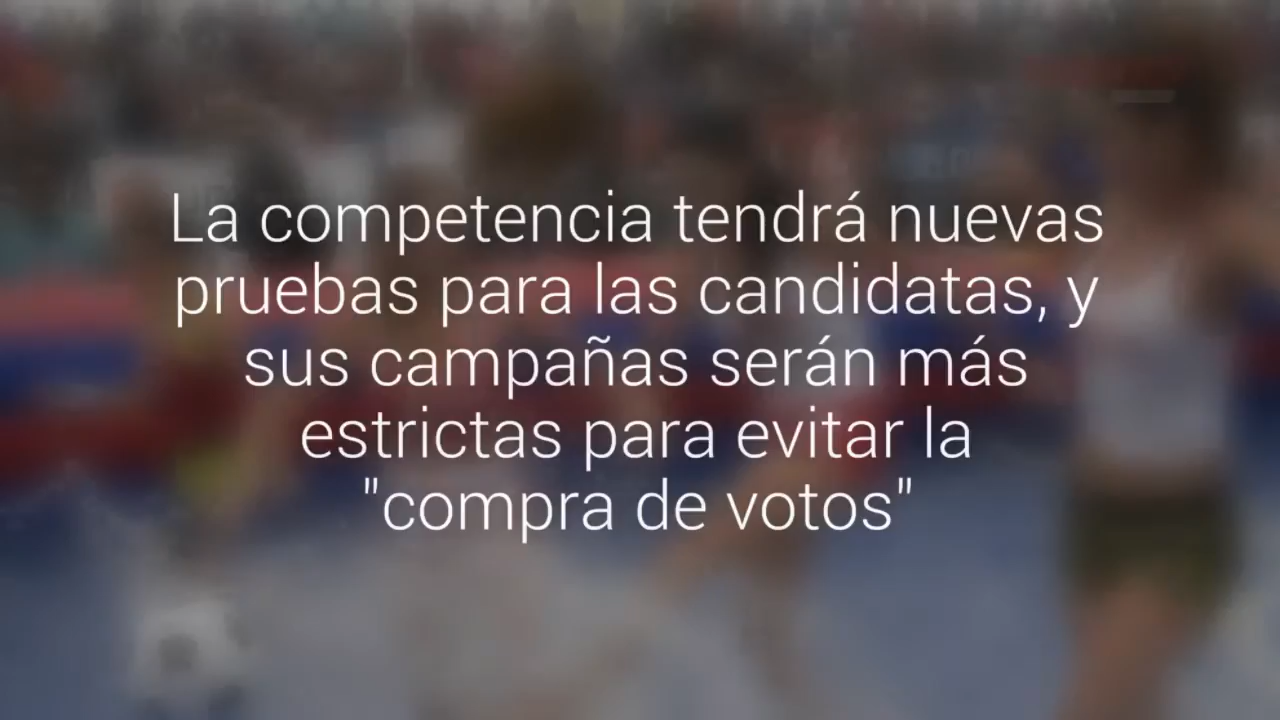 La competencia tendrá nuevas
pruebas para las candidatas, y
sus campañas serán más
estrictas para evitar la
"compra de votos"